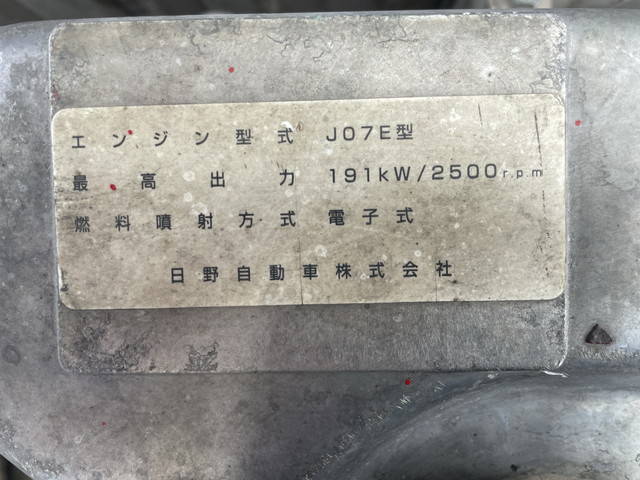 エンジン型式 J07E型
最高出力 191kW/2500r.p.m
燃料噴射方式 電子式
日野自動車株式会社